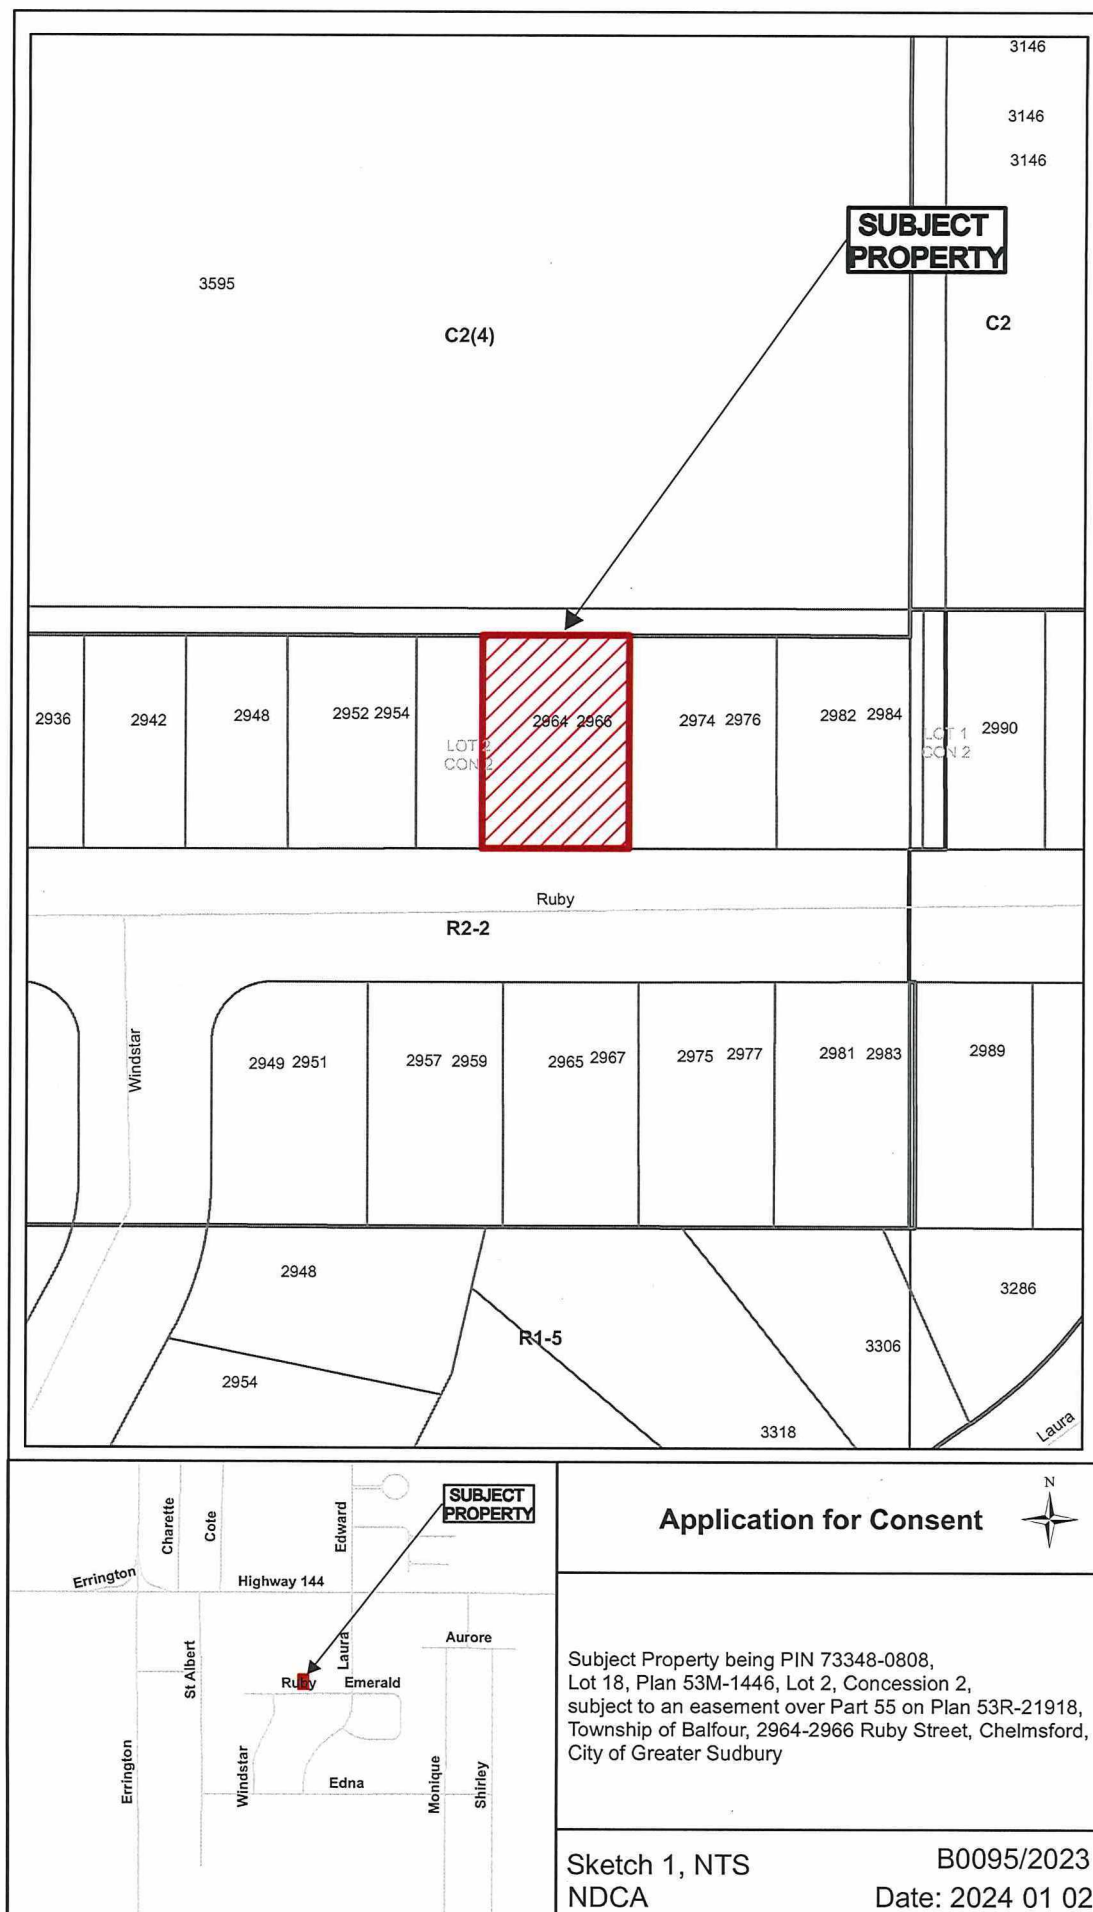 3146
3146
3146
SUBJECT
PROPERTY
3595
C2(4)
C2
2936
2942
2948
2952 2954
2964 2966
2974 2976
2982 2984
2990
LOT 2
CON 2
LOT 1
CON 2
Ruby
R2-2
Windstar
2949 2951
2957 2959
2965 2967
2975 2977
2981 2983
2989
2948
3286
R1-5
3306
2954
3318
Laura
SUBJECT
PROPERTY
Charette
Cote
Edward
Errington
Highway 144
St Albert
Laura
Aurore
Ruby
Emerald
Errington
Windstar
Edna
Monique
Shirley
Application for Consent
N
Subject Property being PIN 73348-0808,
Lot 18, Plan 53M-1446, Lot 2, Concession 2,
subject to an easement over Part 55 on Plan 53R-21918,
Township of Balfour, 2964-2966 Ruby Street, Chelmsford,
City of Greater Sudbury
Sketch 1, NTS
NDCA
B0095/2023
Date: 2024 01 02